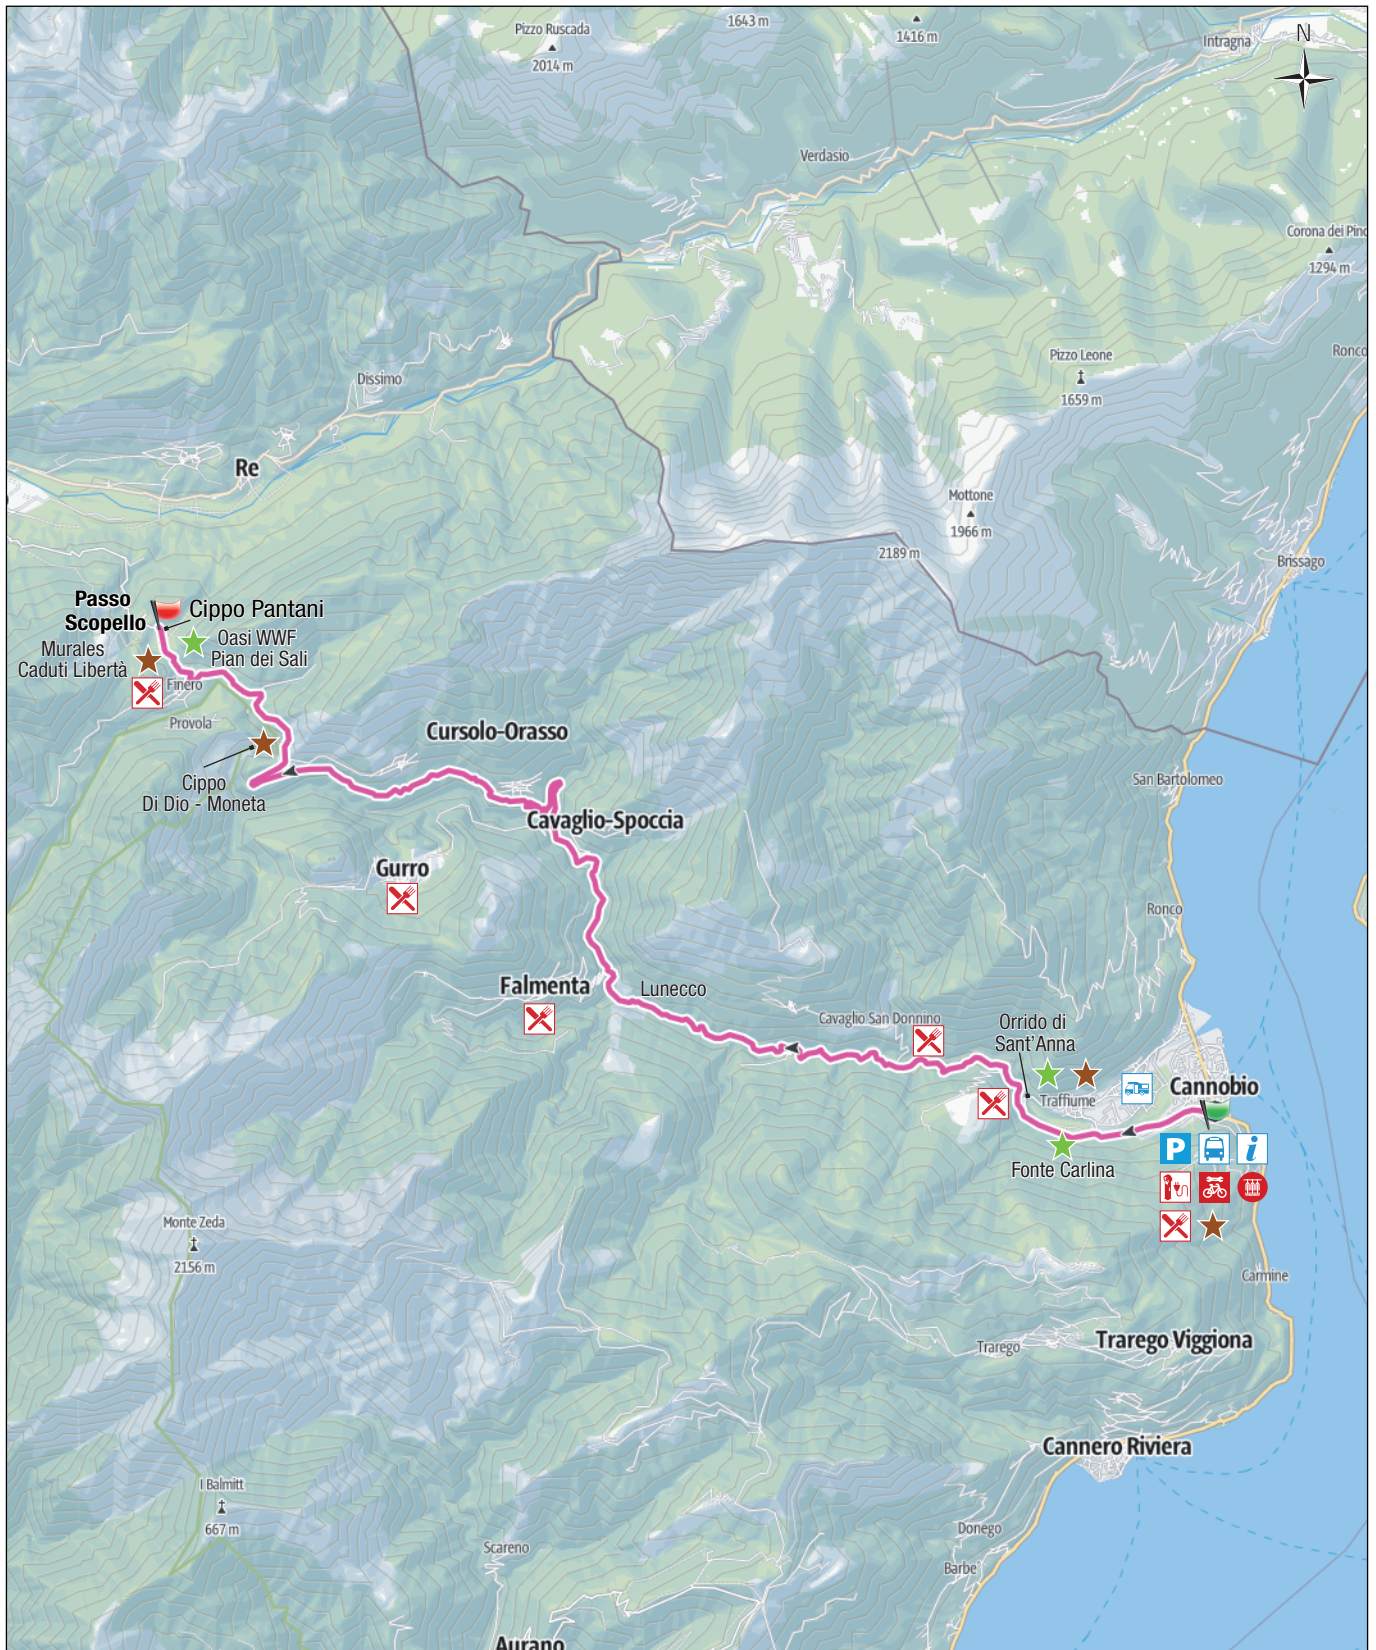 Pizzo Ruscada
2014 m
1643 m
1416 m
Intragna
N
Verdasio
Corona dei Pinc
1294 m
Ronco
Pizzo Leone
1659 m
Dissimo
Re
Mottone
1966 m
2189 m
Brissago
Passo
Scopello
Cippo Pantani
Oasi WWF
Pian dei Sali
Murales
Caduti Libertà
Finero
Provola
Cippo
Di Dio - Moneta
Cursolo-Orasso
Cavaglio-Spoccia
San Bartolomeo
Gurro
Ronco
Falmenta
Lunecco
Cavaglio San Donnino
Orrido di
Sant'Anna
Traffiume
Cannobio
Fonte Carlina
P
i
Monte Zeda
2156 m
Carmine
Trarego
Trarego Viggiona
Cannero Riviera
I Balmitt
667 m
Scareno
Donego
Barbe'
Aurano